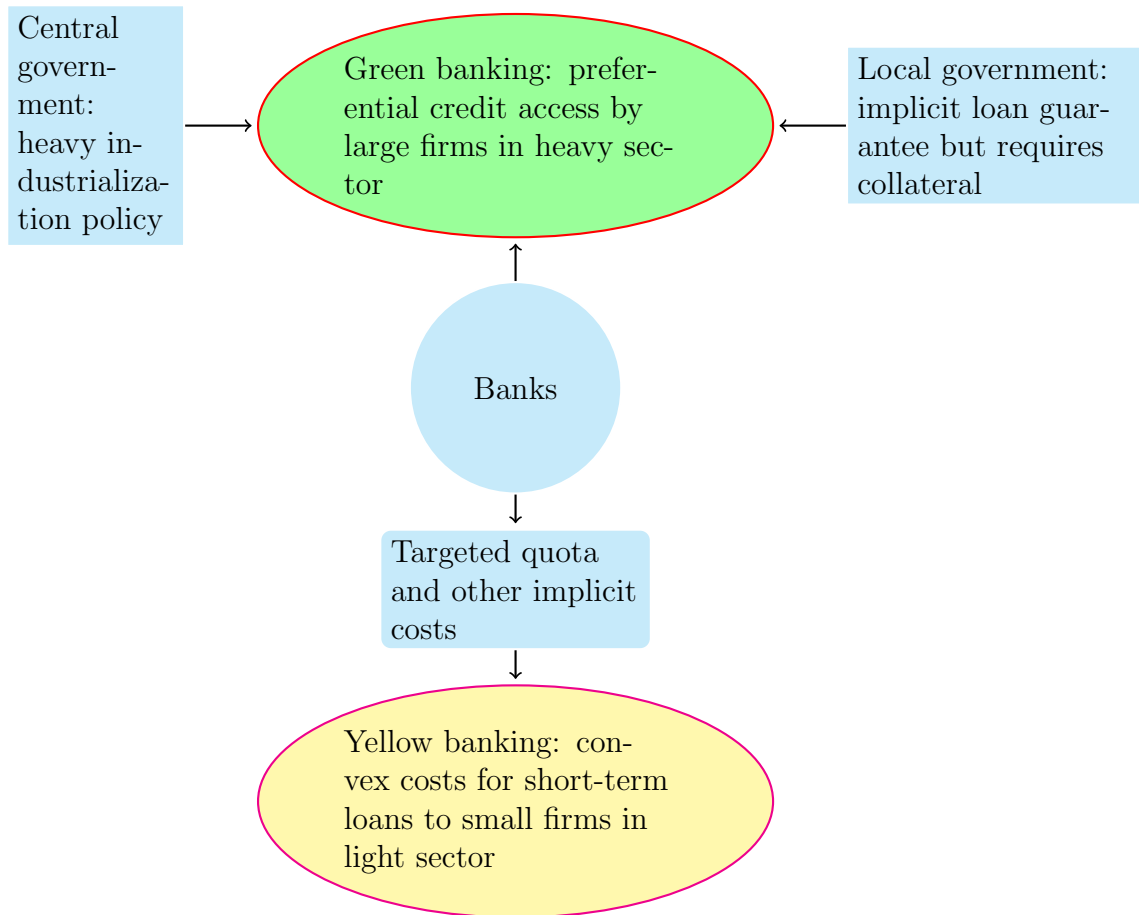 Central
govern-
ment:
heavy in-
dustrializa-
tion policy
Green banking: prefer-
ential credit access by
large firms in heavy sec-
tor
Local government:
implicit loan guar-
antee but requires
collateral
Banks
Targeted quota
and other implicit
costs
Yellow banking: con-
vex costs for short-term
loans to small firms in
light sector